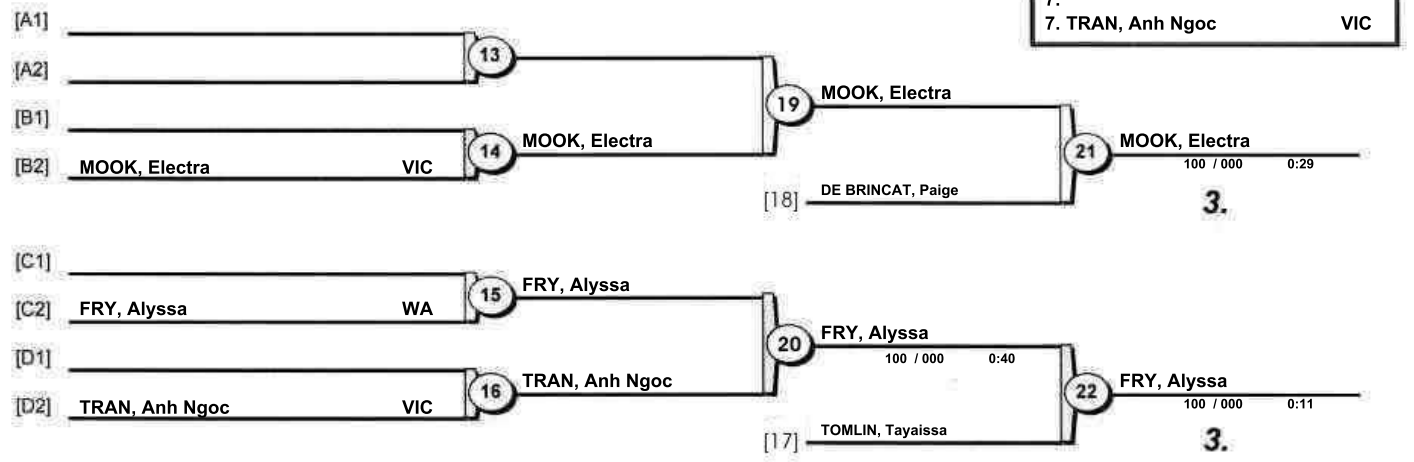 7.
7. TRAN, Anh Ngoc VIC
[A1]
13
[A2]
MOOK, Electra
19
[B1]
MOOK, Electra
MOOK, Electra
14
21
[B2] MOOK, Electra VIC
100 / 000 0:29
DE BRINCAT, Paige
[18]
3.
[C1]
FRY, Alyssa
15
[C2] FRY, Alyssa WA
FRY, Alyssa
20
100 / 000 0:40
[D1]
TRAN, Anh Ngoc
FRY, Alyssa
16
22
[D2] TRAN, Anh Ngoc VIC
100 / 000 0:11
TOMLIN, Tayaissa
[17]
3.